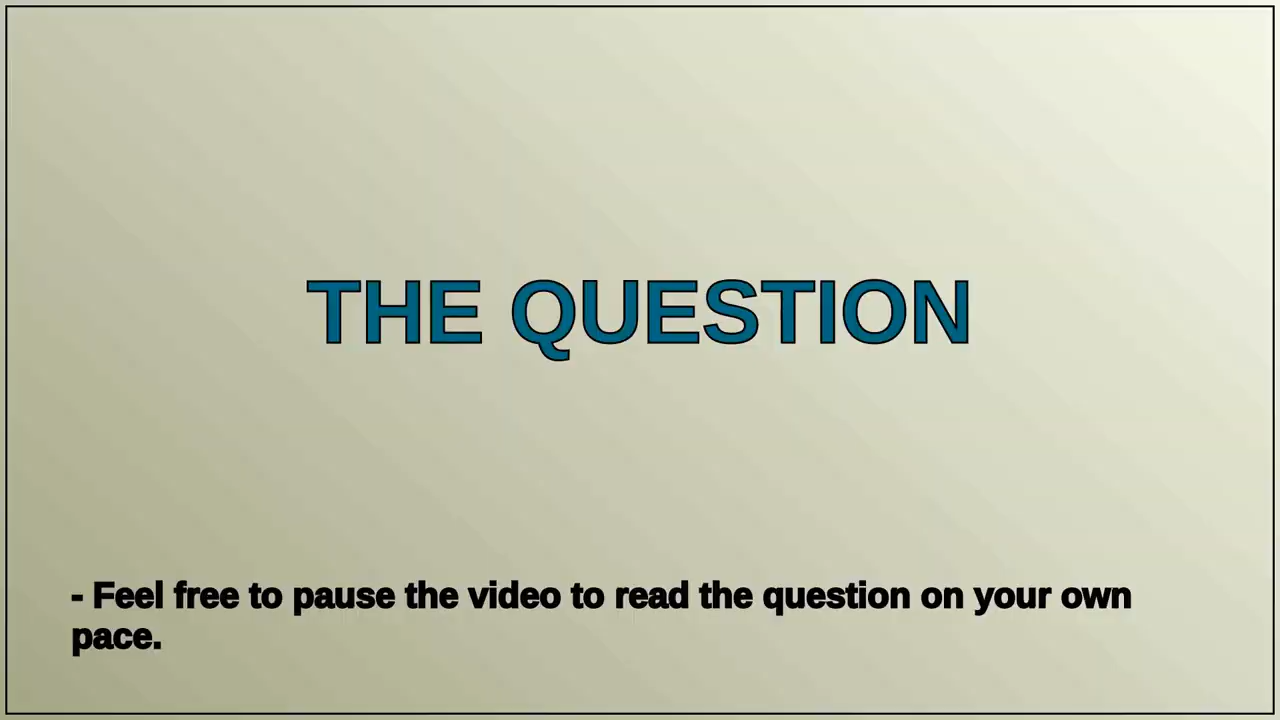 THE QUESTION
- Feel free to pause the video to read the question on your own
pace.